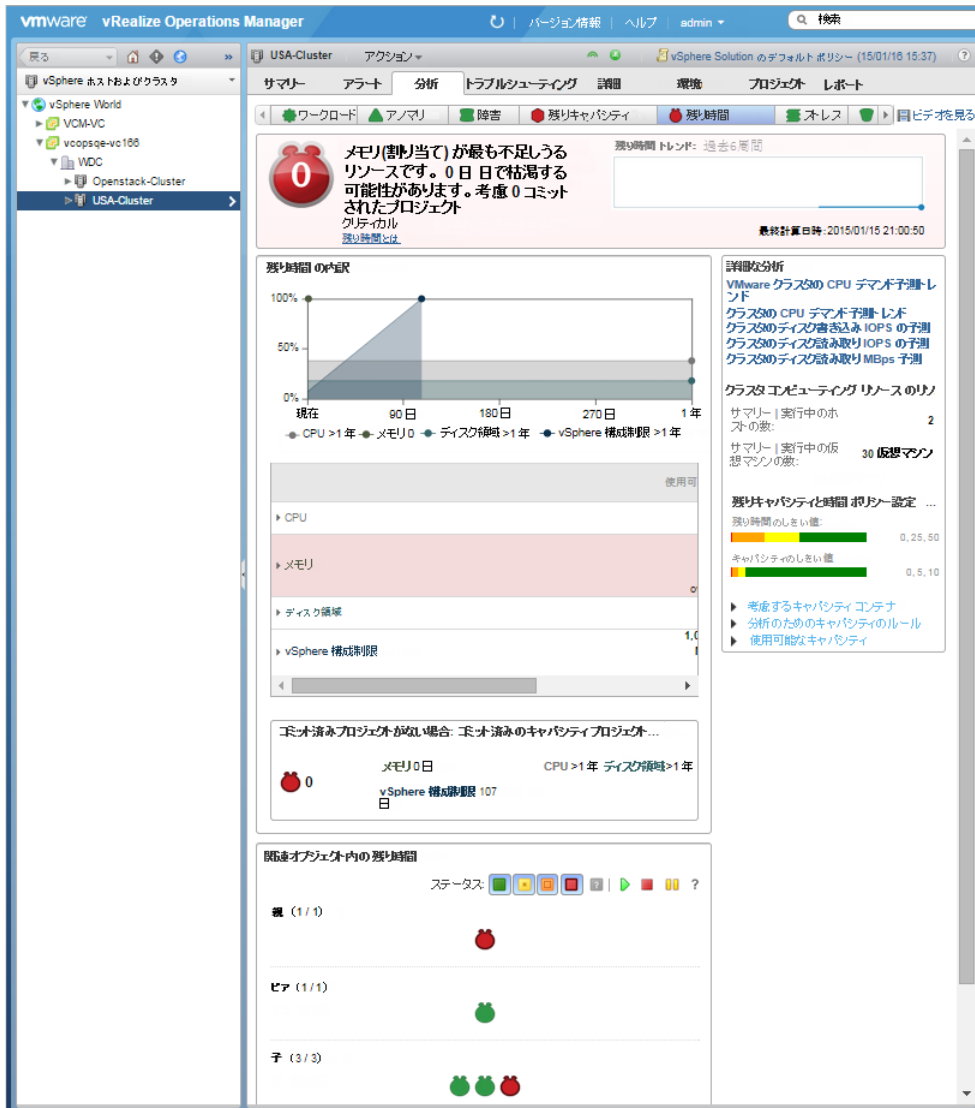 vmware vRealize Operations Manager
バージョン情報 ヘルプ admin
検索
戻る
USA-Cluster アクション
vSphere Solution のデフォルト ポリシー (15/01/16 15:37)
vSphere ホストおよびクラスタ
サマリー アラート 分析 トラブルシューティング 詳細 環境 プロジェクト レポート
vSphere World
VCM-VC
vcopsqe-vc166
WDC
Openstack-Cluster
USA-Cluster
ワークロード アノマリ 障害 残りキャパシティ 残り時間 ストレス ビデオを見る
0
メモリ(割り当て) が最も不足しうる
リソースです。0 日 日で枯渇する
可能性があります。考慮 0 コミット
されたプロジェクト
クリティカル
残り時間とは
残り時間 トレンド: 過去6週間
最終計算日時:2015/01/15 21:00:50
残り時間 の内訳
100%
50%
0%
現在 90日 180日 270日 1 年
CPU >1 年 メモリ 0 ディスク領域 >1 年 vSphere 構成制限 >1 年
使用可
CPU
メモリ
ディスク領域
vSphere 構成制限
コミット済みプロジェクトがない場合: コミット済みのキャパシティ プロジェクト...
0
メモリ 0 日
CPU >1 年 ディスク領域>1 年
vSphere 構成制限 107
日
関連オブジェクト内の 残り時間
ステータス:
親 (1/1)
ピア (1/1)
子 (3/3)
詳細な分析
VMware クラスタの CPU デマンド予測トレ
ンド
クラスタの CPU デマンド 予測トレンド
クラスタのディスク書き込み IOPS の予測
クラスタのディスク読み取り IOPS の予測
クラスタのディスク読み取り MBps 予測
クラスタ コンピューティング リソース のリソ
サマリー | 実行中のホ
ストの数:
2
サマリー | 実行中の仮
想マシンの数:
30 仮想マシン
残りキャパシティと時間 ポリシー設定 ...
残り時間のしきい値:
0, 25, 50
キャパシティのしきい値
0, 5, 10
考慮するキャパシティ コンテナ
分析のためのキャパシティのルール
使用可能なキャパシティ